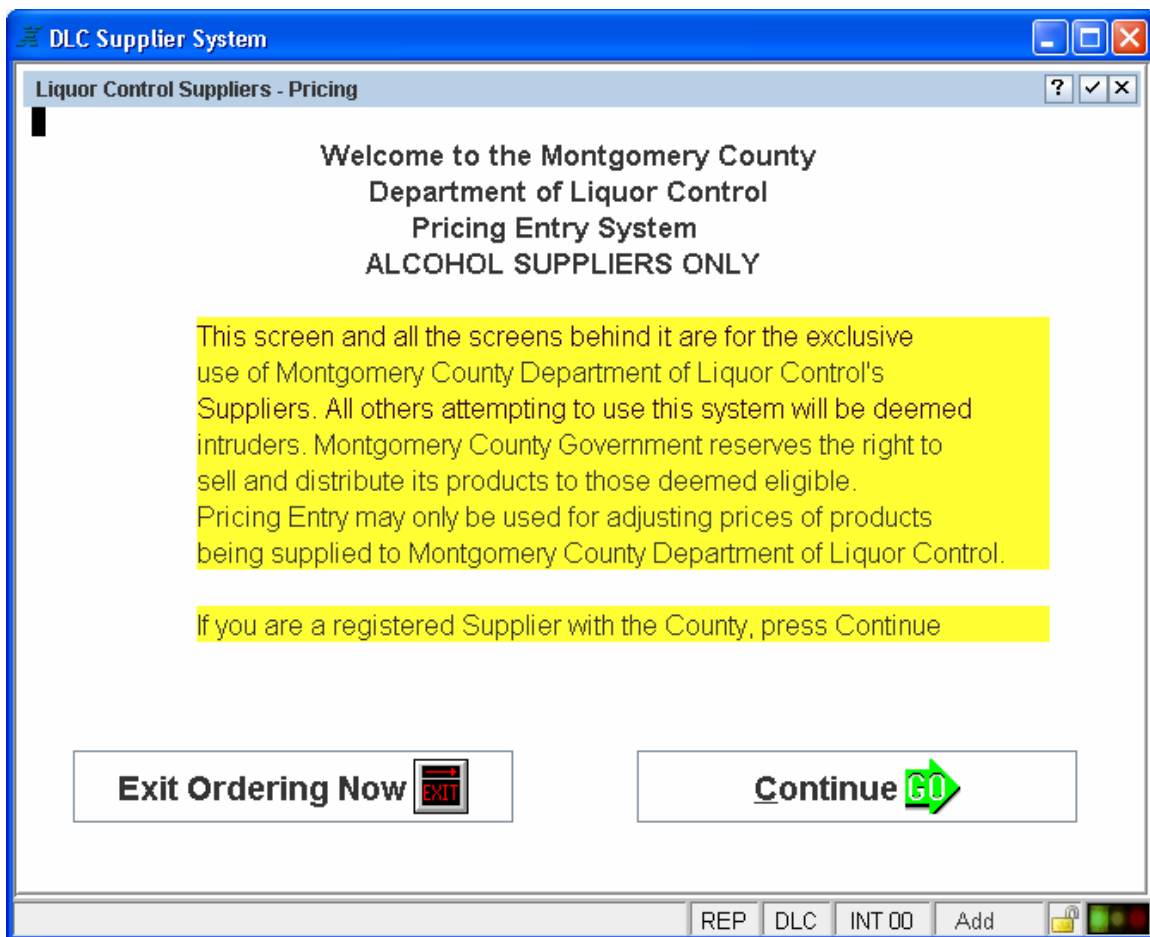 DLC Supplier System
Liquor Control Suppliers - Pricing
Welcome to the Montgomery County
Department of Liquor Control
Pricing Entry System
ALCOHOL SUPPLIERS ONLY
This screen and all the screens behind it are for the exclusive
use of Montgomery County Department of Liquor Control's
Suppliers. All others attempting to use this system will be deemed
intruders. Montgomery County Government reserves the right to
sell and distribute its products to those deemed eligible.
Pricing Entry may only be used for adjusting prices of products
being supplied to Montgomery County Department of Liquor Control.
If you are a registered Supplier with the County, press Continue
Exit Ordering Now EXIT
Continue GO
REP DLC INT 00 Add